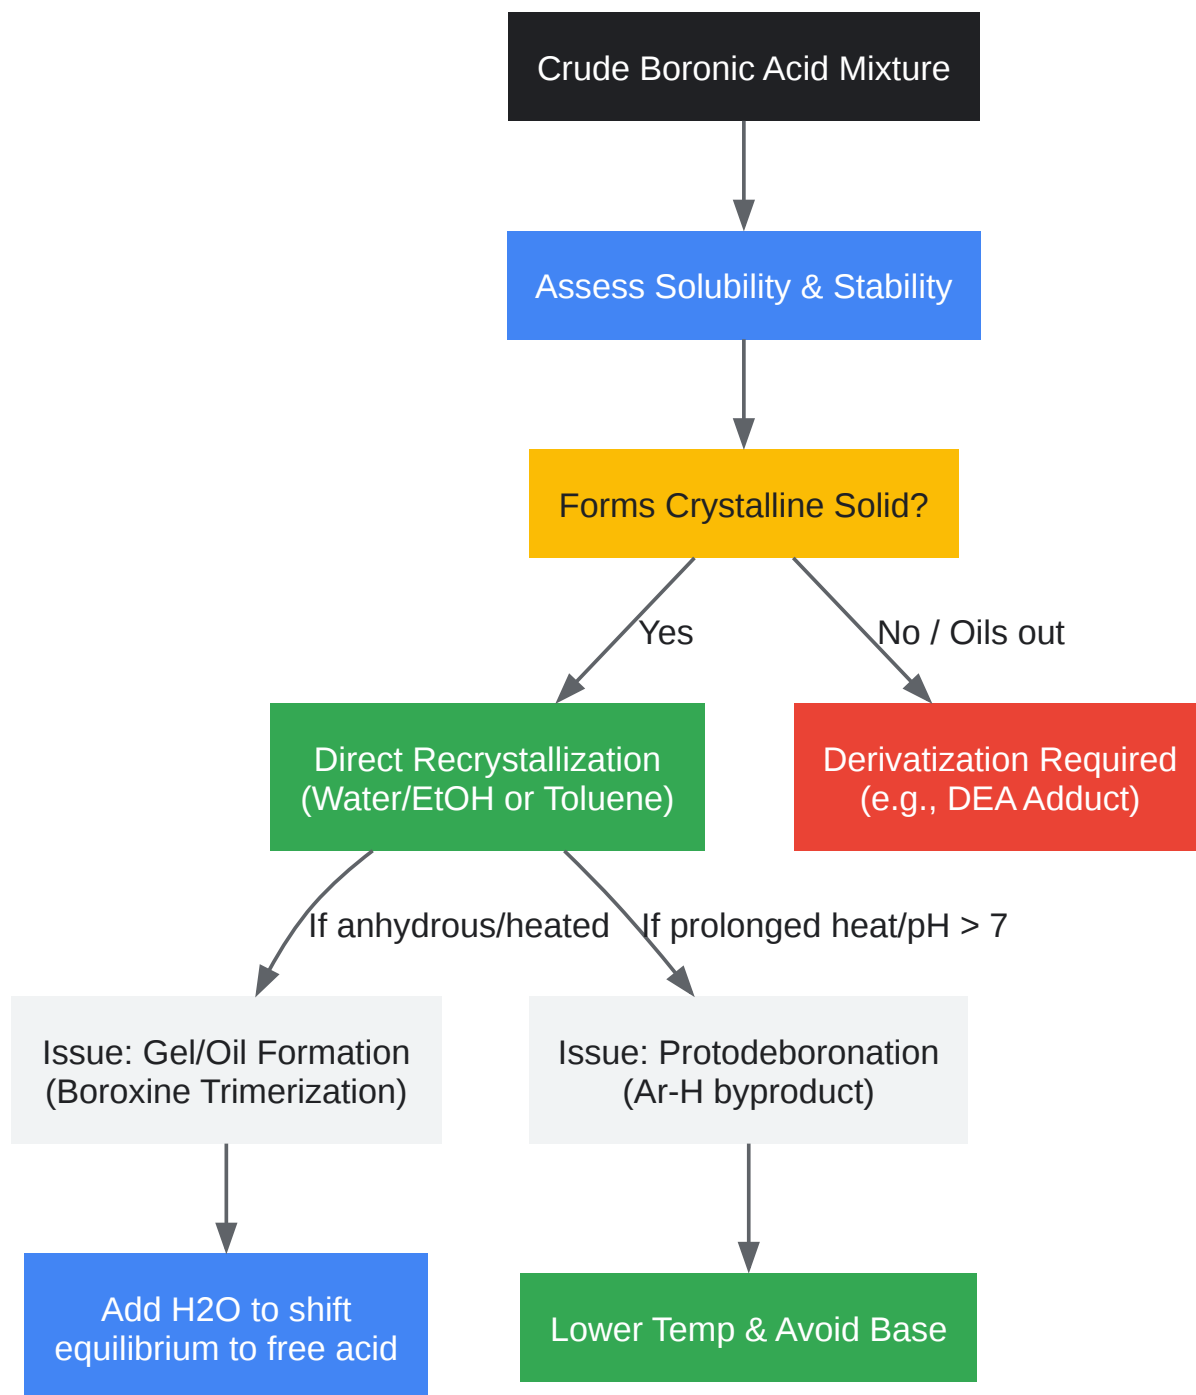 Crude Boronic Acid Mixture
Assess Solubility & Stability
Forms Crystalline Solid?
Yes
No / Oils out
Direct Recrystallization
(Water/EtOH or Toluene)
Derivatization Required
(e.g., DEA Adduct)
If anhydrous/heated
If prolonged heat/pH > 7
Issue: Gel/Oil Formation
(Boroxine Trimerization)
Issue: Protodeboronation
(Ar-H byproduct)
Add H2O to shift
equilibrium to free acid
Lower Temp & Avoid Base